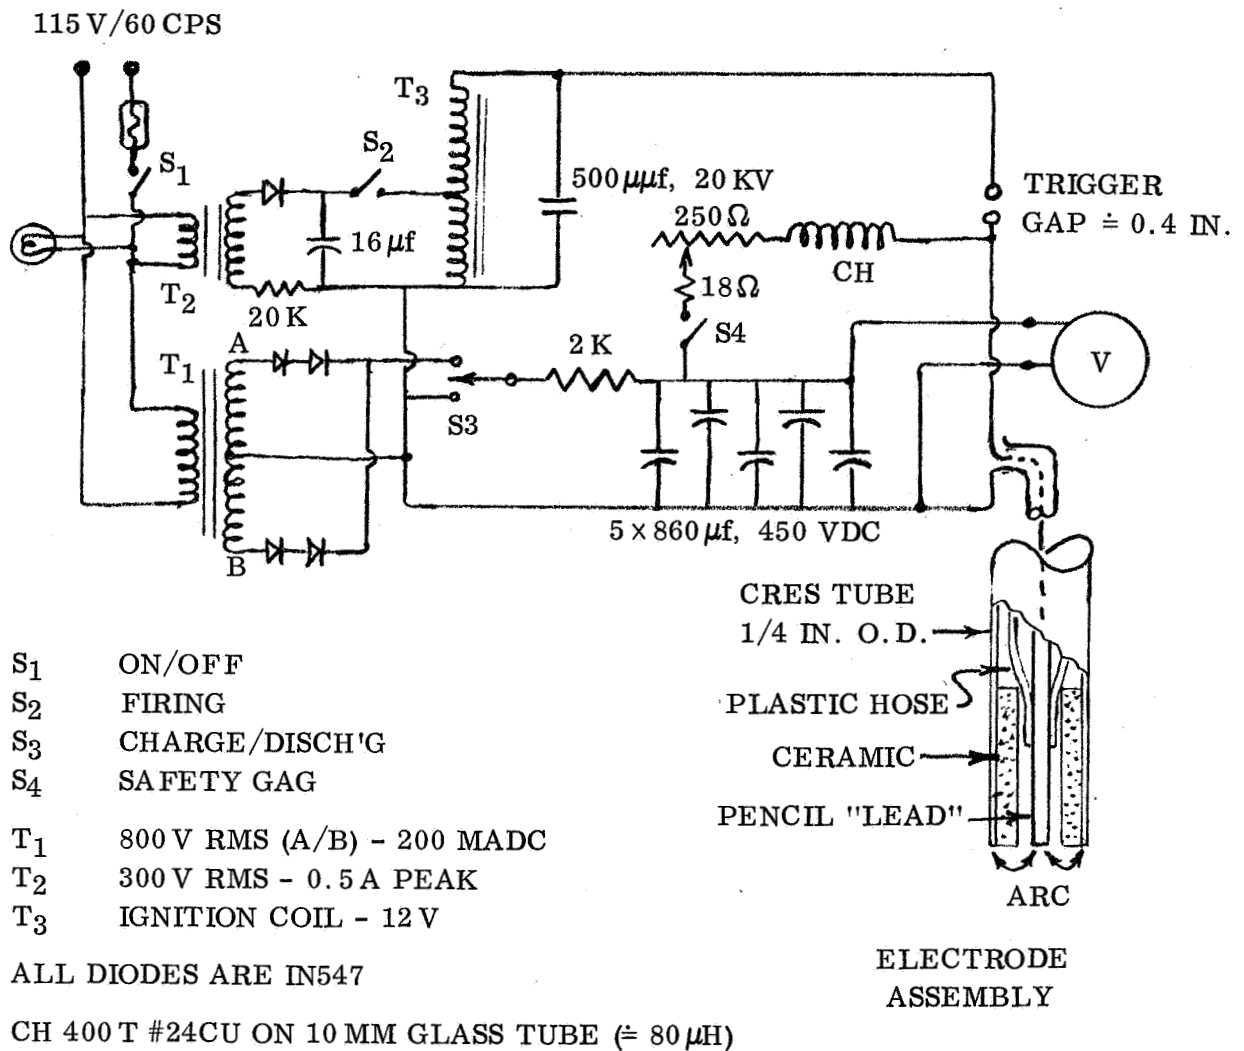 115 V/60 CPS
T3
S1
S2
500 μμf, 20 KV
TRIGGER
GAP ≐ 0.4 IN.
250Ω
16 μf
CH
18Ω
T2
20 K
S4
A
T1
2 K
V
S3
B
5 x 860 μf, 450 VDC
CRES TUBE
1/4 IN. O.D.
PLASTIC HOSE
CERAMIC
PENCIL "LEAD"
ARC
ELECTRODE
ASSEMBLY
S1 ON/OFF
S2 FIRING
S3 CHARGE/DISCH'G
S4 SAFETY GAG
T1 800 V RMS (A/B) - 200 MADC
T2 300 V RMS - 0.5 A PEAK
T3 IGNITION COIL - 12 V
ALL DIODES ARE IN547
CH 400 T #24CU ON 10 MM GLASS TUBE (≐ 80 μH)